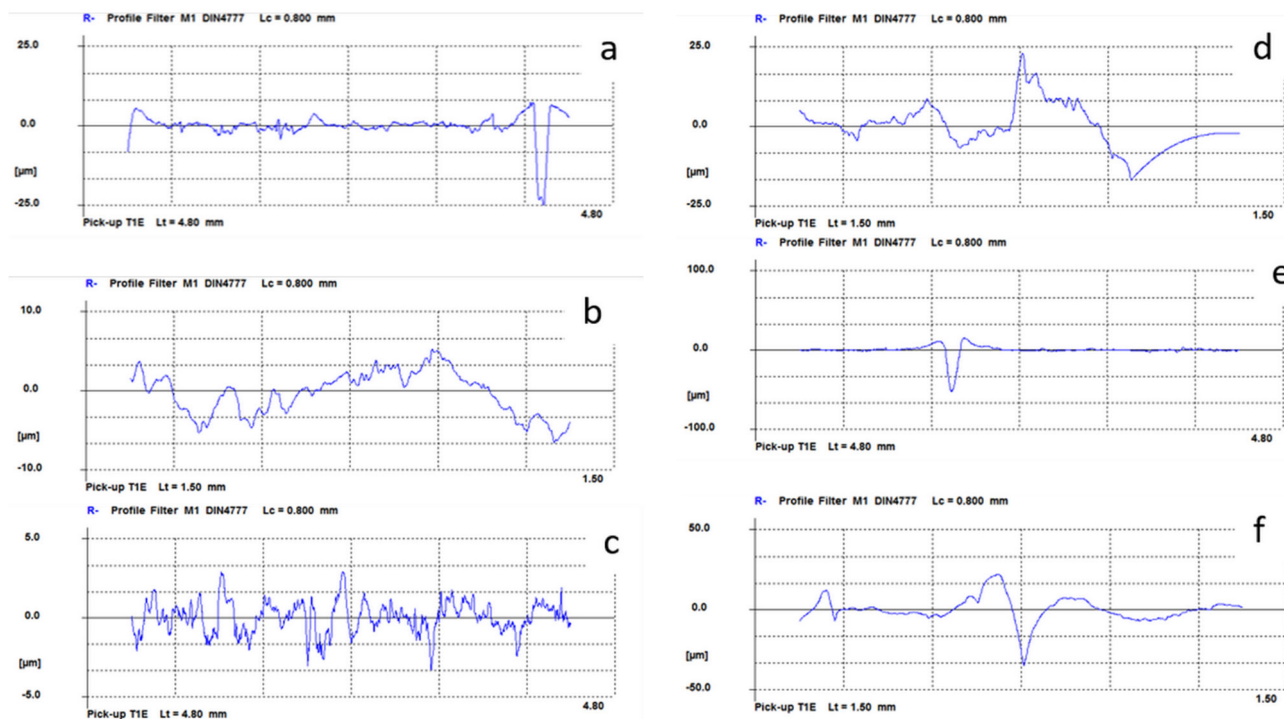 R- Profile Filter M1 DIN4777 Lc = 0.800 mm
a
25.0
0.0
[µm]
-25.0
4.80
Pick-up T1E Lt = 4.80 mm
R- Profile Filter M1 DIN4777 Lc = 0.800 mm
b
10.0
0.0
[µm]
-10.0
1.50
Pick-up T1E Lt = 1.50 mm
R- Profile Filter M1 DIN4777 Lc = 0.800 mm
c
5.0
0.0
[µm]
-5.0
4.80
Pick-up T1E Lt = 4.80 mm
R- Profile Filter M1 DIN4777 Lc = 0.800 mm
d
25.0
0.0
[µm]
-25.0
1.50
Pick-up T1E Lt = 1.50 mm
R- Profile Filter M1 DIN4777 Lc = 0.800 mm
e
100.0
0.0
[µm]
-100.0
4.80
Pick-up T1E Lt = 4.80 mm
R- Profile Filter M1 DIN4777 Lc = 0.800 mm
f
50.0
0.0
[µm]
-50.0
1.50
Pick-up T1E Lt = 1.50 mm